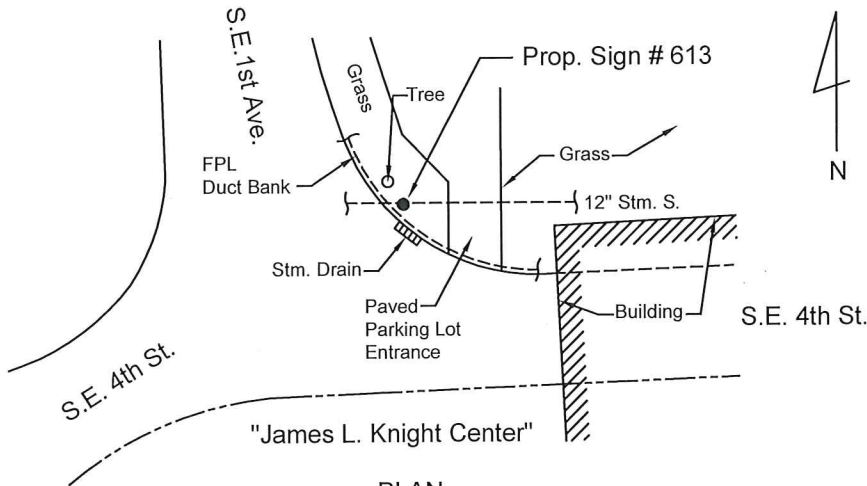 S.E. 1st Ave.
Grass
Prop. Sign # 613
Tree
FPL
Duct Bank
Grass
N
12" Stm. S.
Stm. Drain
Paved
Parking Lot
Entrance
Building
S.E. 4th St.
S.E. 4th St.
"James L. Knight Center"
PLAN